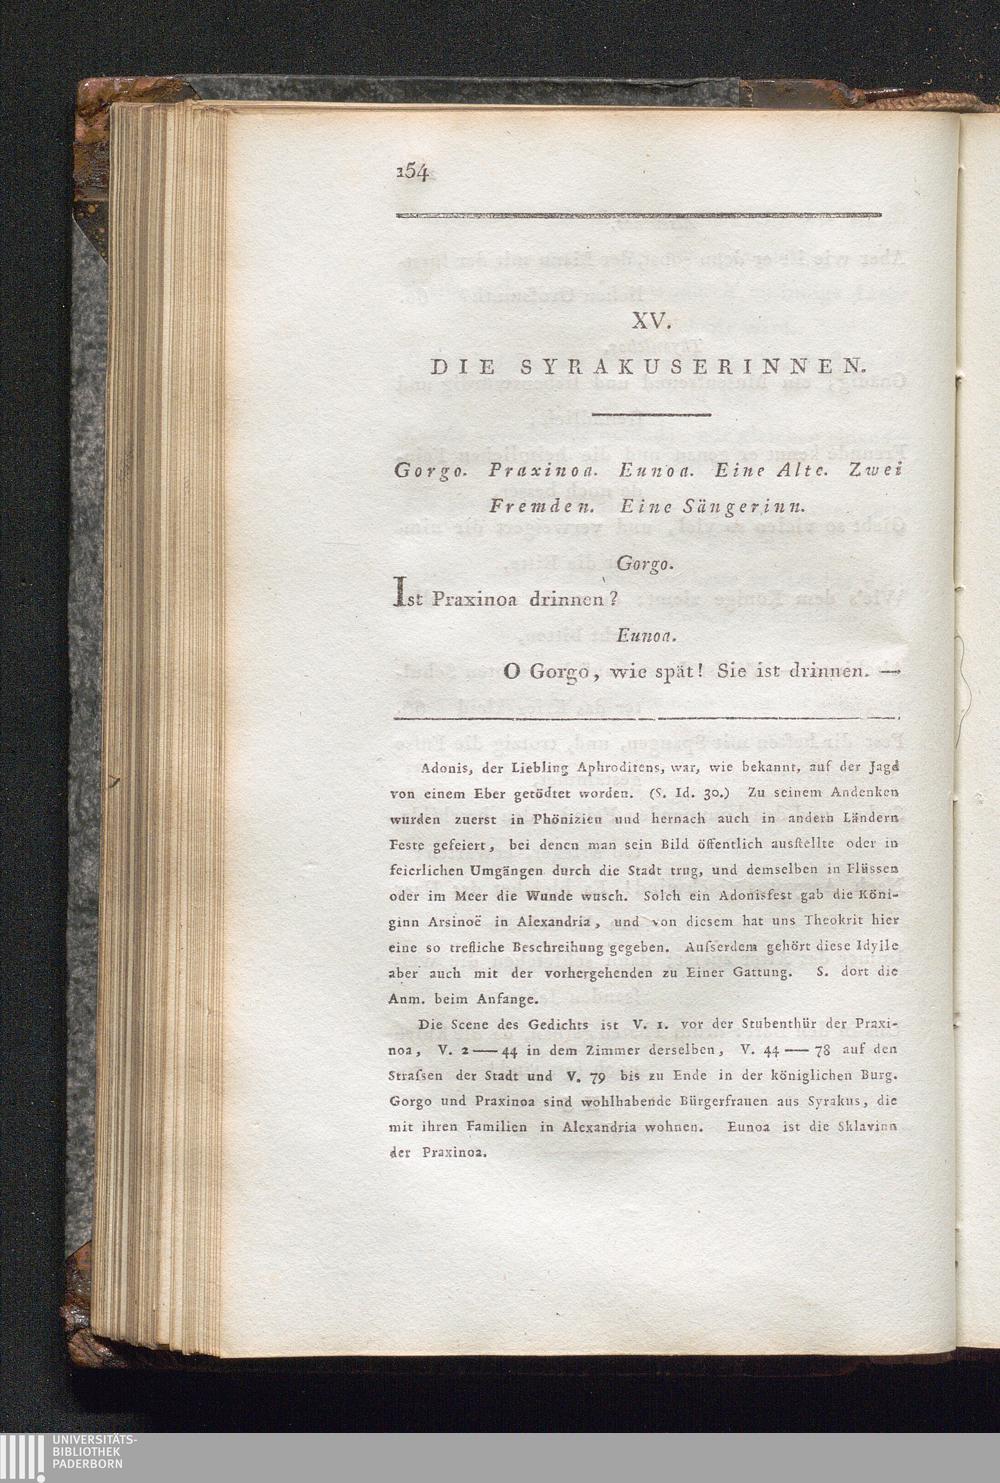 154
XV.
DIE SYRAKUSERINNEN.
Gorgo. Praxinoa. Eunoa. Eine Alte. Zwei
Fremden. Eine Sängerinn.
Gorgo.
Ist Praxinoa drinnen?
Eunoa.
O Gorgo, wie spät! Sie ist drinnen. —
Adonis, der Liebling Aphroditens, war, wie bekannt, auf der Jagd
von einem Eber getödtet worden. (S. Id. 30.) Zu seinem Andenken
wurden zuerst in Phönizien und hernach auch in andern Ländern
Feste gefeiert, bei denen man sein Bild öffentlich ausſtellte oder in
feierlichen Umgängen durch die Stadt trug, und demselben in Flüssen
oder im Meer die Wunde wusch. Solch ein Adonisfest gab die Köni-
ginn Arsinoë in Alexandria, und von diesem hat uns Theokrit hier
eine so trefliche Beschreibung gegeben. Auſserdem gehört diese Idylle
aber auch mit der vorhergehenden zu Einer Gattung. S. dort die
Anm. beim Anfange.
Die Scene des Gedichts ist V. 1. vor der Stubenthür der Praxi-
noa, V. 2—44 in dem Zimmer derselben, V. 44—78 auf den
Straſsen der Stadt und V. 79 bis zu Ende in der königlichen Burg.
Gorgo und Praxinoa sind wohlhabende Bürgerfrauen aus Syrakus, die
mit ihren Familien in Alexandria wohnen. Eunoa ist die Sklavinn
der Praxinoa.
UNIVERSITÄTS-
BIBLIOTHEK
PADERBORN